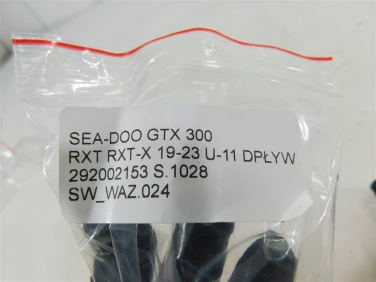 SEA-DOO GTX 300
RXT RXT-X 19-23 U-11 DPŁYW
292002153 S.1028
SW_WAZ.024